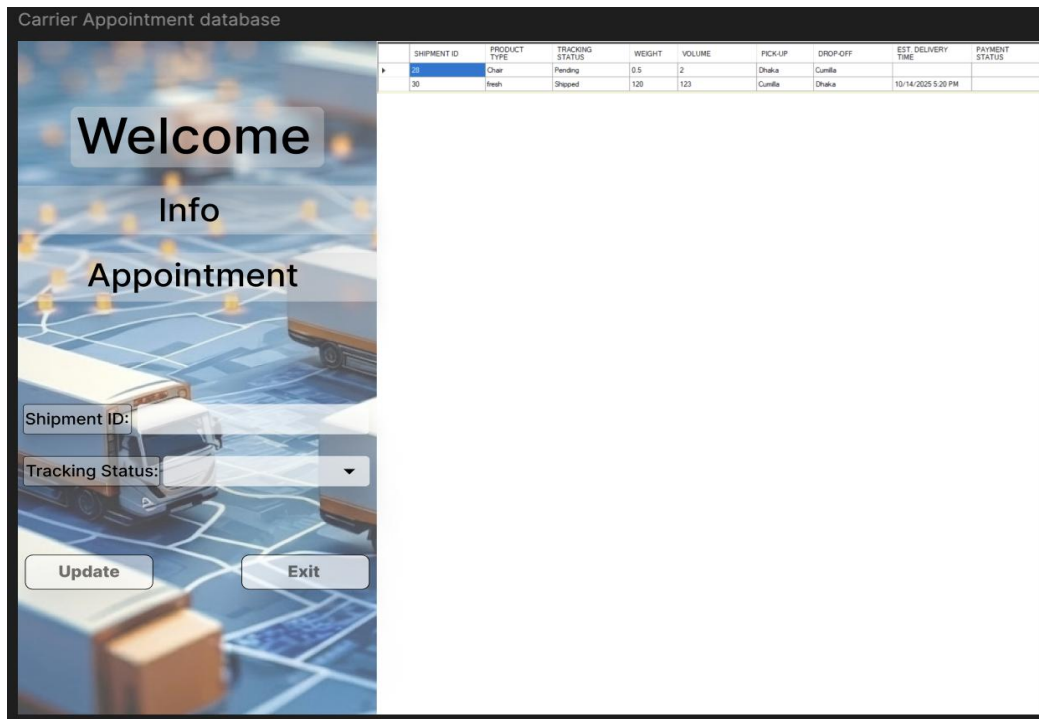 Carrier Appointment database
Welcome
Info
Appointment
Shipment ID:
Tracking Status:
Update Exit
SHIPMENT ID PRODUCT TYPE TRACKING STATUS WEIGHT VOLUME PICK-UP DROP-OFF EST. DELIVERY TIME PAYMENT STATUS
28 Chair Pending 0.5 2 Dhaka Cumilla
30 fresh Shipped 120 123 Cumilla Dhaka 10/14/2025 5:20 PM